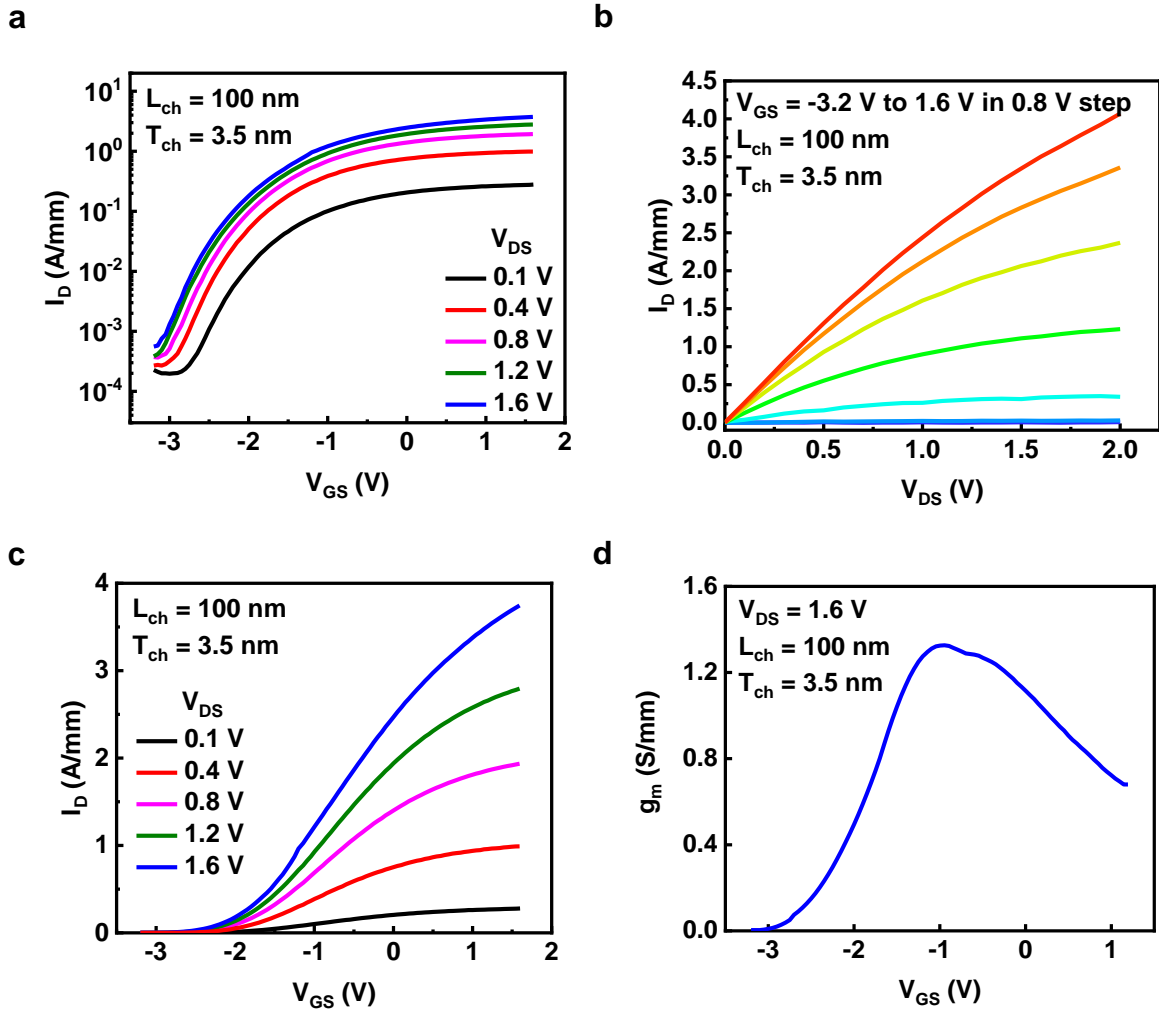 a
L_ch = 100 nm
T_ch = 3.5 nm
10^1
10^0
10^-1
10^-2
10^-3
10^-4
I_D (A/mm)
V_DS
0.1 V
0.4 V
0.8 V
1.2 V
1.6 V
-3 -2 -1 0 1 2
V_GS (V)
b
V_GS = -3.2 V to 1.6 V in 0.8 V step
L_ch = 100 nm
T_ch = 3.5 nm
4.5
4.0
3.5
3.0
2.5
2.0
1.5
1.0
0.5
0.0
I_D (A/mm)
0.0 0.5 1.0 1.5 2.0
V_DS (V)
c
L_ch = 100 nm
T_ch = 3.5 nm
4
3
2
1
0
I_D (A/mm)
V_DS
0.1 V
0.4 V
0.8 V
1.2 V
1.6 V
-3 -2 -1 0 1 2
V_GS (V)
d
V_DS = 1.6 V
L_ch = 100 nm
T_ch = 3.5 nm
1.6
1.2
0.8
0.4
0.0
g_m (S/mm)
-3 -2 -1 0 1
V_GS (V)